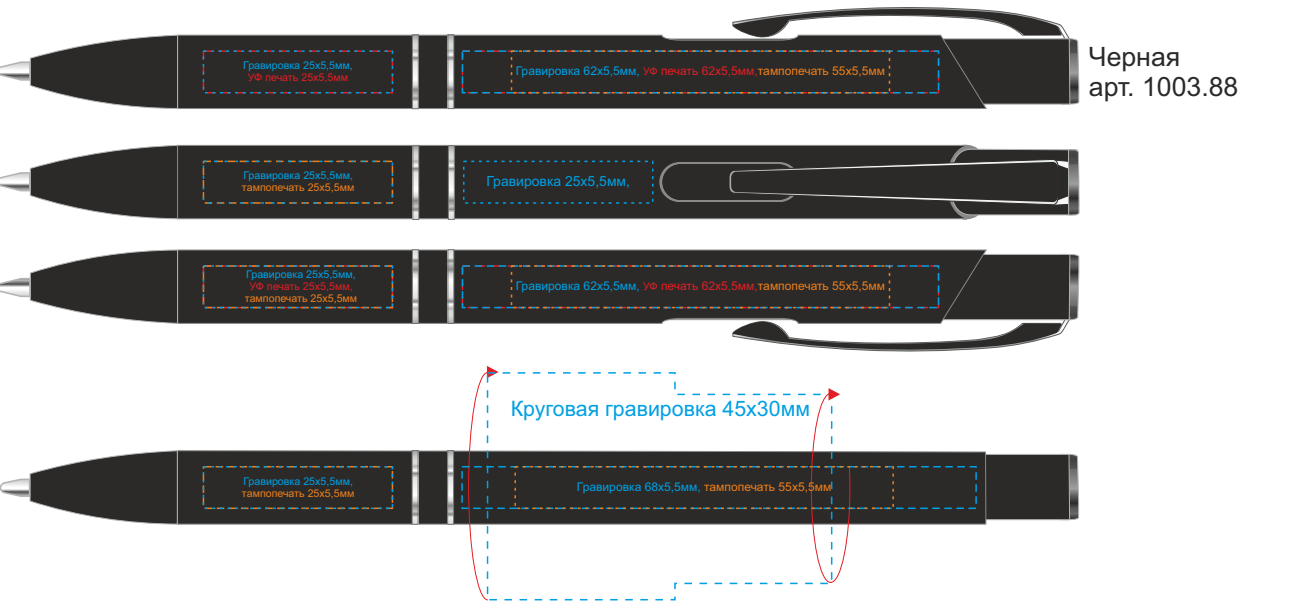 Гравировка 25х5,5мм,
УФ печать 25х5,5мм
Гравировка 62х5,5мм, УФ печать 62х5,5мм,тампопечать 55х5,5мм
Черная
арт. 1003.88
Гравировка 25х5,5мм,
тампопечать 25х5,5мм
Гравировка 25х5,5мм,
Гравировка 25х5,5мм,
УФ печать 25х5,5мм,
тампопечать 25х5,5мм
Гравировка 62х5,5мм, УФ печать 62х5,5мм,тампопечать 55х5,5мм
Круговая гравировка 45х30мм
Гравировка 25х5,5мм,
тампопечать 25х5,5мм
Гравировка 68х5,5мм, тампопечать 55х5,5мм